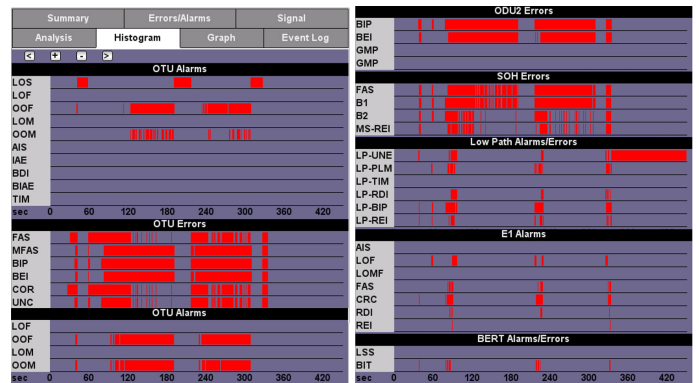 Summary
Errors/Alarms
Signal
Analysis
Histogram
Graph
Event Log
< + - >
OTU Alarms
LOS
LOF
OOF
LOM
OOM
AIS
IAE
BDI
BIAE
TIM
sec 0 60 120 180 240 300 360 420
OTU Errors
FAS
MFAS
BIP
BEI
COR
UNC
OTU Alarms
LOF
OOF
LOM
OOM
sec 0 60 120 180 240 300 360 420
ODU2 Errors
BIP
BEI
GMP
GMP
SOH Errors
FAS
B1
B2
MS-REI
Low Path Alarms/Errors
LP-UNE
LP-PLM
LP-TIM
LP-RDI
LP-BIP
LP-REI
E1 Alarms
AIS
LOF
LOMF
FAS
CRC
RDI
REI
BERT Alarms/Errors
LSS
BIT
sec 0 60 120 180 240 300 360 420